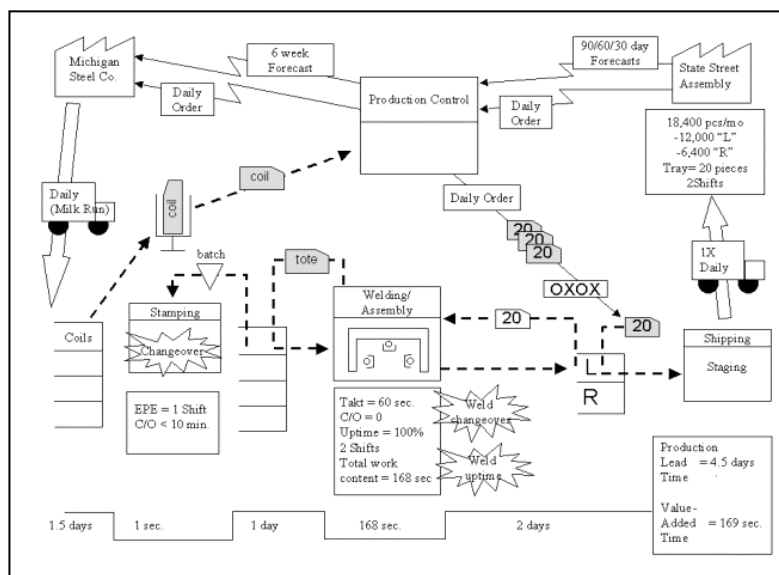 Michigan
Steel Co.
6 week
Forecast
Daily
Order
Production Control
90/60/30 day
Forecasts
Daily
Order
State Street
Assembly
18,400 pcs/mo
-12,000 “L”
-6,400 “R”
Tray= 20 pieces
2Shifts
Daily
(Milk Run)
coil
coil
Daily Order
20
20
20
OXOX
1X
Daily
batch
tote
Coils
Stamping
Changeover
Welding/
Assembly
20
20
L
R
Shipping
Staging
EPE = 1 Shift
C/O < 10 min.
Takt = 60 sec.
C/O = 0
Uptime = 100%
2 Shifts
Total work
content = 168 sec
Weld
changeover
Weld
uptime
Production
Lead = 4.5 days
Time
Value-
Added = 169 sec.
Time
1.5 days
1 sec.
1 day
168 sec.
2 days